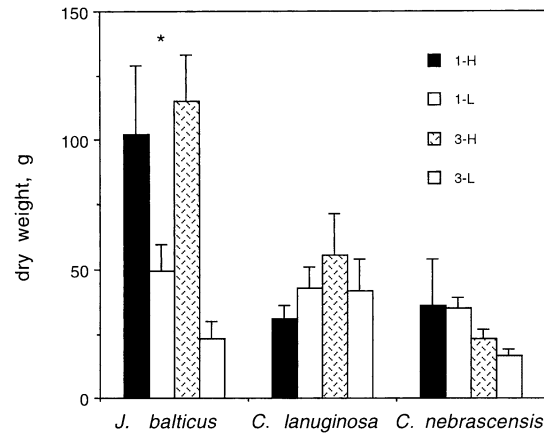 150
100
50
0
dry weight, g
*
1-H
1-L
3-H
3-L
J. balticus C. lanuginosa C. nebrascensis